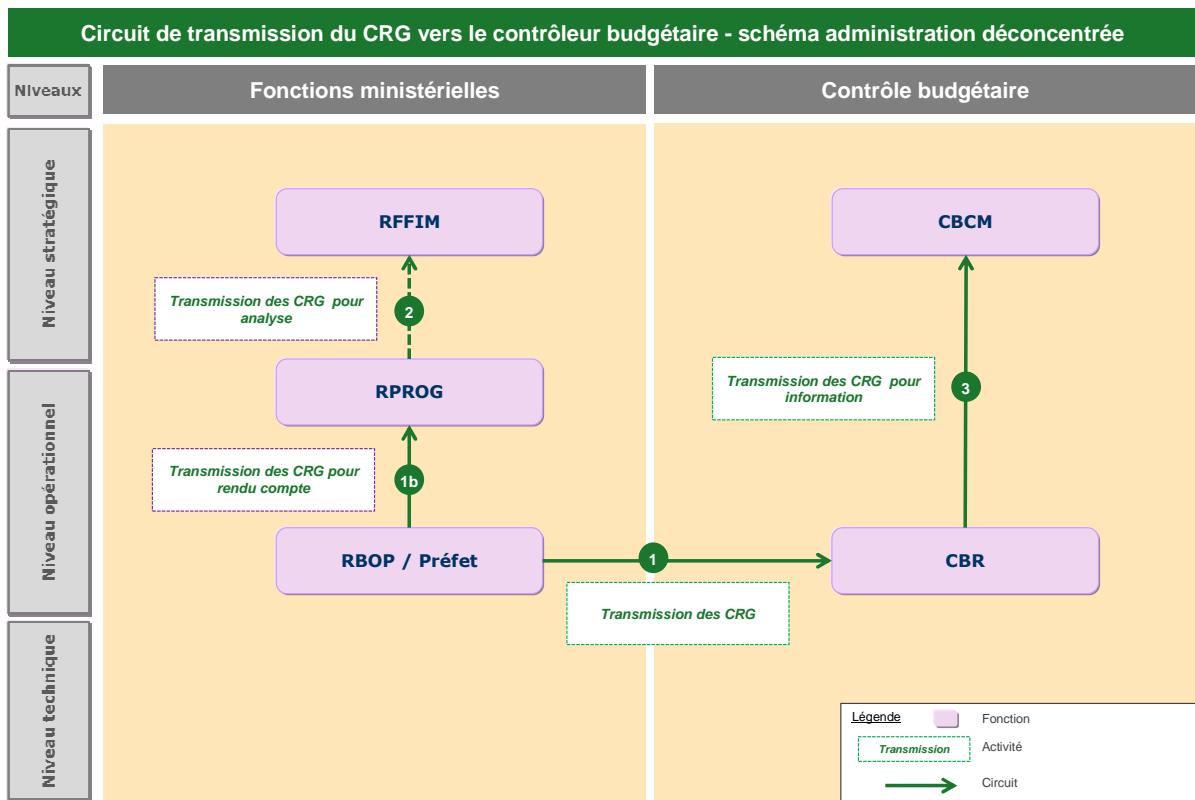 Circuit de transmission du CRG vers le contrôleur budgétaire - schéma administration déconcentrée
Niveaux
Fonctions ministérielles
Contrôle budgétaire
Niveau stratégique
RFFIM
CBCM
Transmission des CRG pour
analyse
2
RPROG
Transmission des CRG pour
information
3
Niveau opérationnel
Transmission des CRG pour
rendu compte
1b
RBOP / Préfet
1
CBR
Transmission des CRG
Niveau technique
Légende
Fonction
Transmission
Activité
Circuit